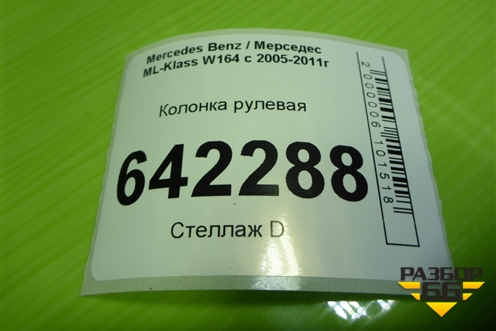 Mercedes Benz / Мерседес
ML-Klass W164 с 2005-2011г
Колонка рулевая
642288
Стеллаж D
2000006101518
РАЗБОР
66